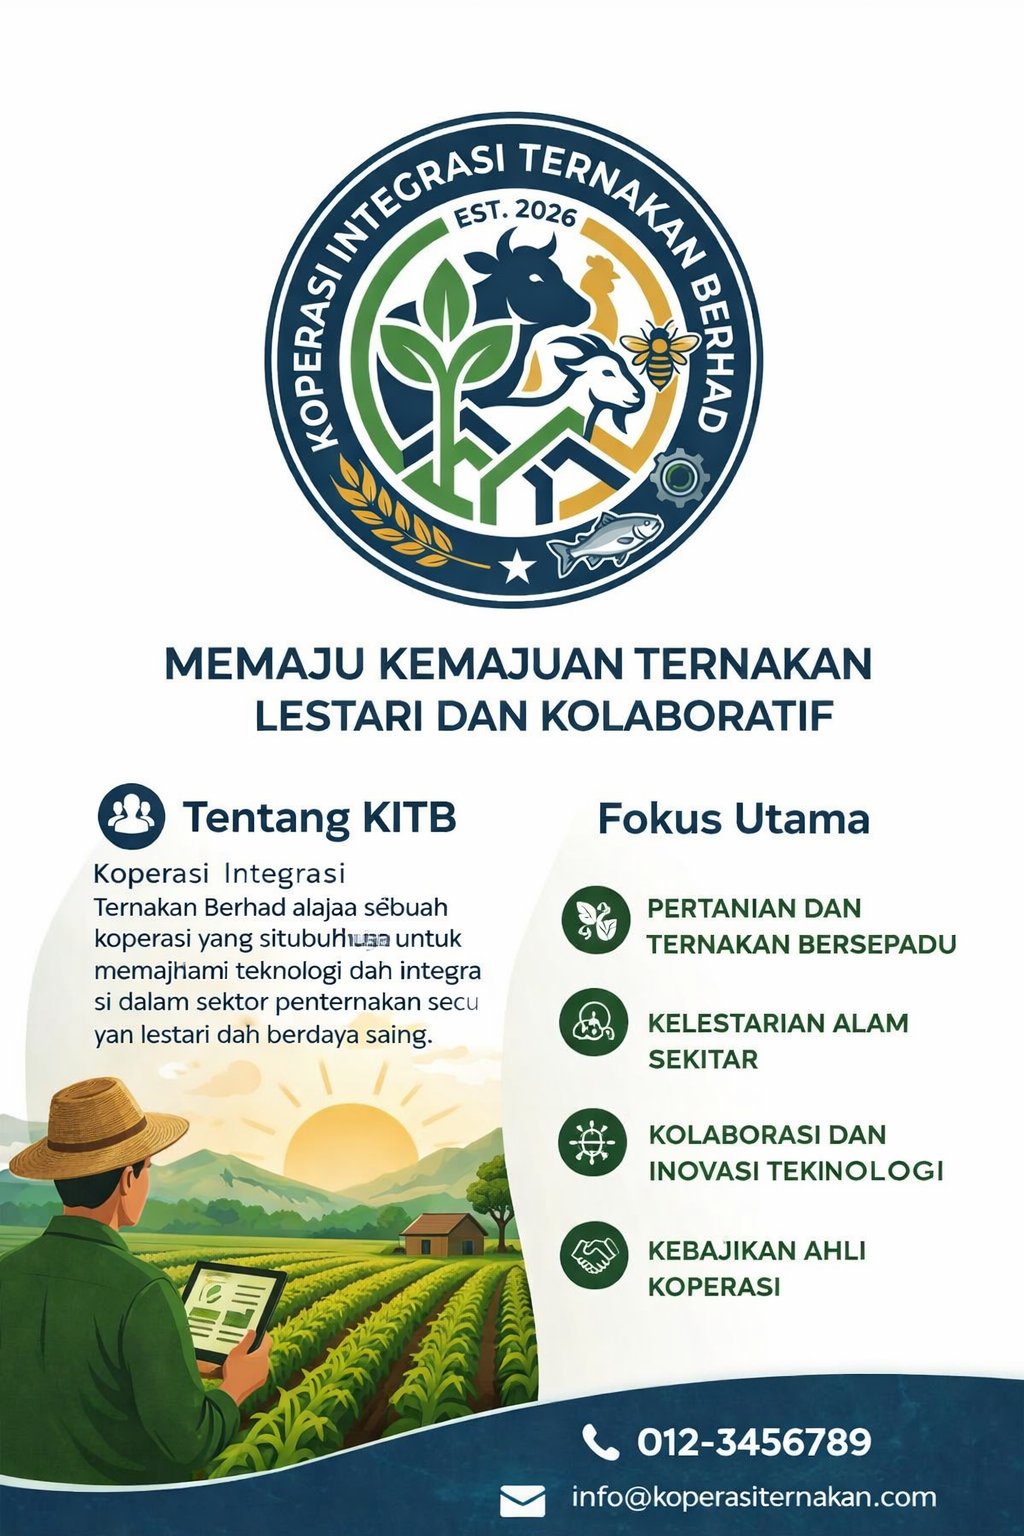 KOPERASI INTEGRASI TERNAKAN BERHAD
EST. 2026
MEMAJU KEMAJUAN TERNAKAN
LESTARI DAN KOLABORATIF
Tentang KITB
Koperasi Integrasi
Ternakan Berhad alajaa sebuah
koperasi yang untuk
memajhami teknologi dah integra
si dalam sektor penternakan secu
yan lestari dah berdaya saing.
Fokus Utama
PERTANIAN DAN
TERNAKAN BERSEPADU
KELESTARIAN ALAM
SEKITAR
KOLABORASI DAN
INOVASI TEKINOLOGI
KEBAJIKAN AHLI
KOPERASI
012-3456789
info@koperasiternakan.com